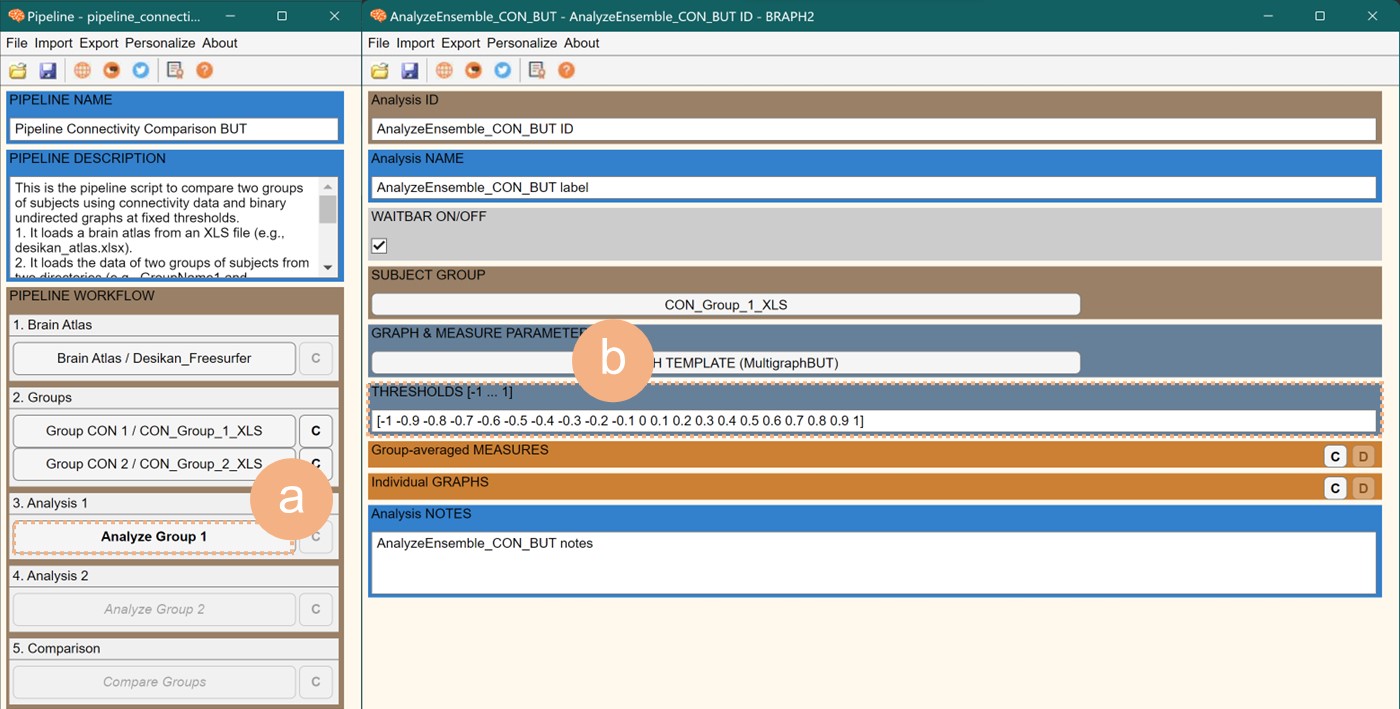 Pipeline - pipeline_connecti...
File Import Export Personalize About
PIPELINE NAME
Pipeline Connectivity Comparison BUT
PIPELINE DESCRIPTION
This is the pipeline script to compare two groups
of subjects using connectivity data and binary
undirected graphs at fixed thresholds.
1. It loads a brain atlas from an XLS file (e.g.,
desikan_atlas.xlsx).
2. It loads the data of two groups of subjects from
two directories (e.g., GroupName1 and
PIPELINE WORKFLOW
1. Brain Atlas
Brain Atlas / Desikan_Freesurfer C
2. Groups
Group CON 1 / CON_Group_1_XLS C
Group CON 2 / CON_Group_2_XLS C
a
3. Analysis 1
Analyze Group 1 C
4. Analysis 2
Analyze Group 2 C
5. Comparison
Compare Groups C
AnalyzeEnsemble_CON_BUT - AnalyzeEnsemble_CON_BUT ID - BRAPH2
File Import Export Personalize About
Analysis ID
AnalyzeEnsemble_CON_BUT ID
Analysis NAME
AnalyzeEnsemble_CON_BUT label
WAITBAR ON/OFF
SUBJECT GROUP
CON_Group_1_XLS
GRAPH & MEASURE
b
H TEMPLATE (MultigraphBUT)
THRESHOLDS [-1 ... 1]
[-1 -0.9 -0.8 -0.7 -0.6 -0.5 -0.4 -0.3 -0.2 -0.1 0 0.1 0.2 0.3 0.4 0.5 0.6 0.7 0.8 0.9 1]
Group-averaged MEASURES C D
Individual GRAPHS C D
Analysis NOTES
AnalyzeEnsemble_CON_BUT notes